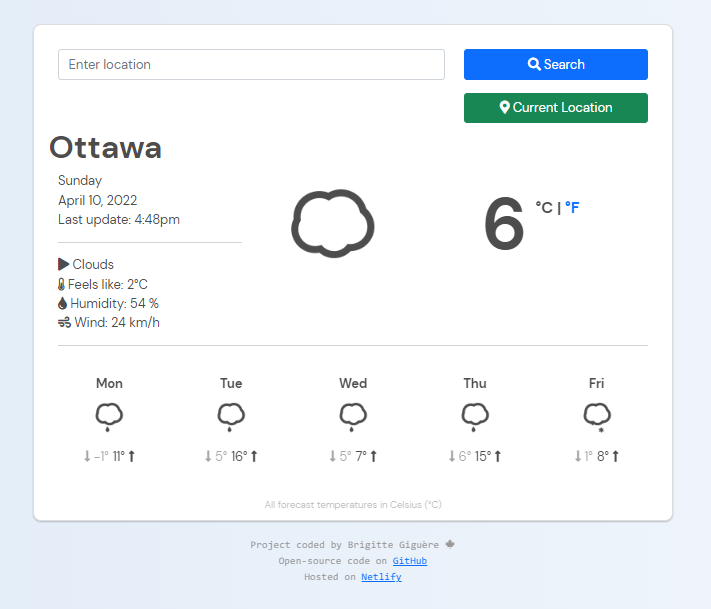 Enter location
Search
Current Location
Ottawa
Sunday
April 10, 2022
Last update: 4:48pm
6 °C | °F
Clouds
Feels like: 2°C
Humidity: 54 %
Wind: 24 km/h
Mon Tue Wed Thu Fri
↓ -1° 11° ↑ ↓ 5° 16° ↑ ↓ 5° 7° ↑ ↓ 6° 15° ↑ ↓ 1° 8° ↑
All forecast temperatures in Celsius (°C)
Project coded by Brigitte Giguère
Open-source code on GitHub
Hosted on Netlify